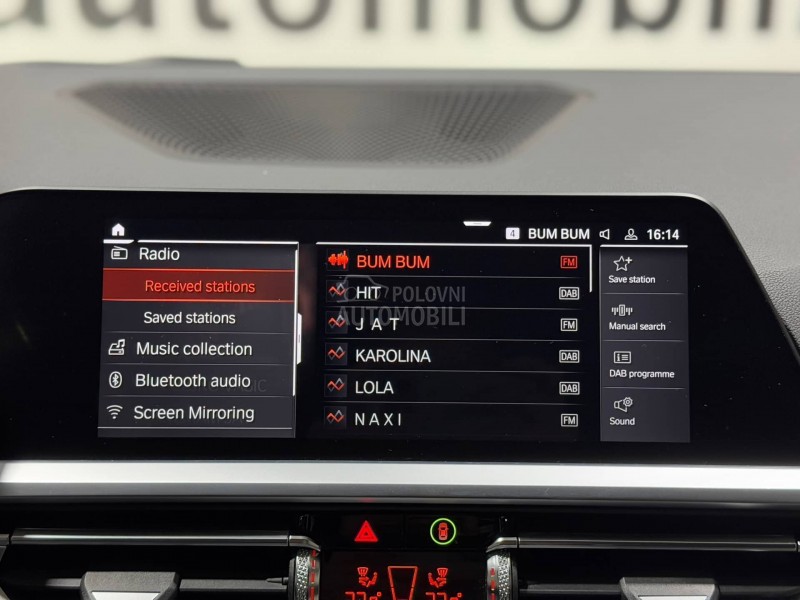 automobili
4 BUM BUM 16:14
Radio
Received stations
Saved stations
Music collection
Bluetooth audio
Screen Mirroring
BUM BUM FM
HIT DAB
J A T FM
KAROLINA DAB
LOLA DAB
N A X I FM
Save station
Manual search
DAB programme
Sound
POLOVNI
AUTOMOBILI